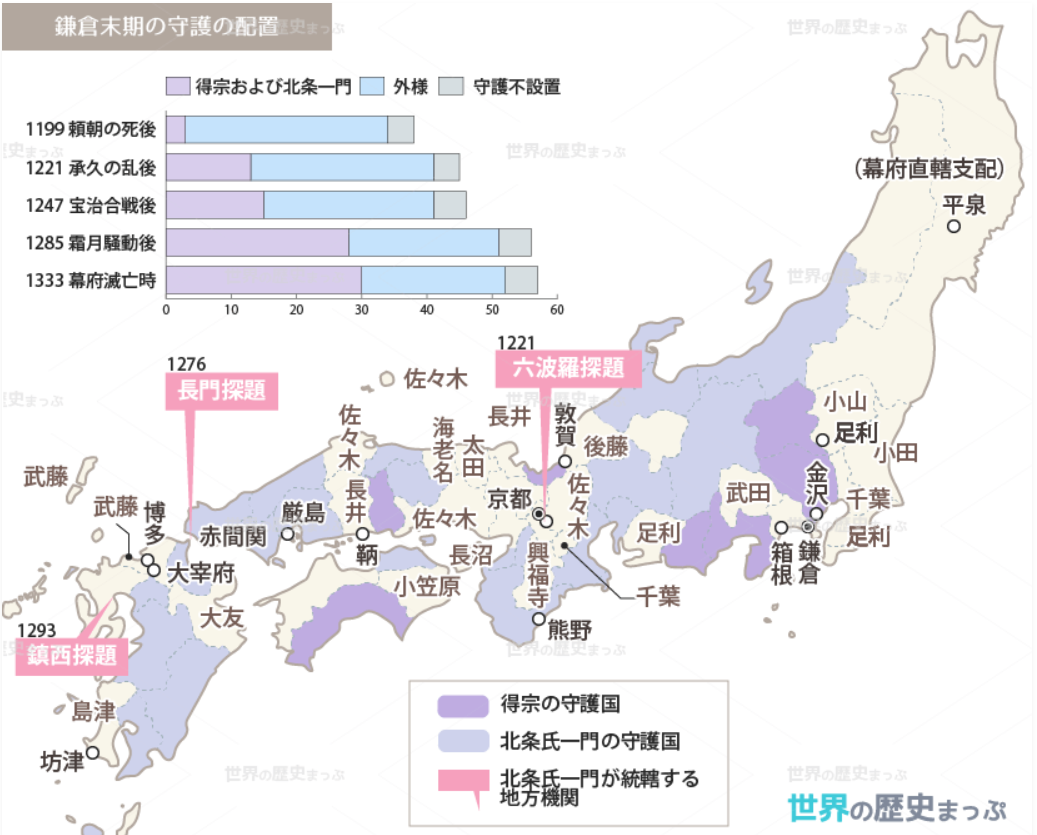 鎌倉末期の守護の配置
世界の歴史まっぷ
得宗および北条一門
外様
守護不設置
1199 頼朝の死後
1221 承久の乱後
1247 宝治合戦後
1285 霜月騒動後
1333 幕府滅亡時
0 10 20 30 40 50 60
(幕府直轄支配)
平泉
1221
六波羅探題
1276
長門探題
佐々木
佐々木
海老名
太田
長井
敦賀
後藤
小山
足利
小田
武藤
武藤
博多
長井
佐々木
京都
佐々木
武田
金沢
千葉
赤間関
厳島
鞆
長沼
足利
足利
箱根
鎌倉
大宰府
小笠原
興福寺
千葉
大友
熊野
1293
鎮西探題
島津
坊津
得宗の守護国
北条氏一門の守護国
北条氏一門が統轄する
地方機関
世界の歴史まっぷ